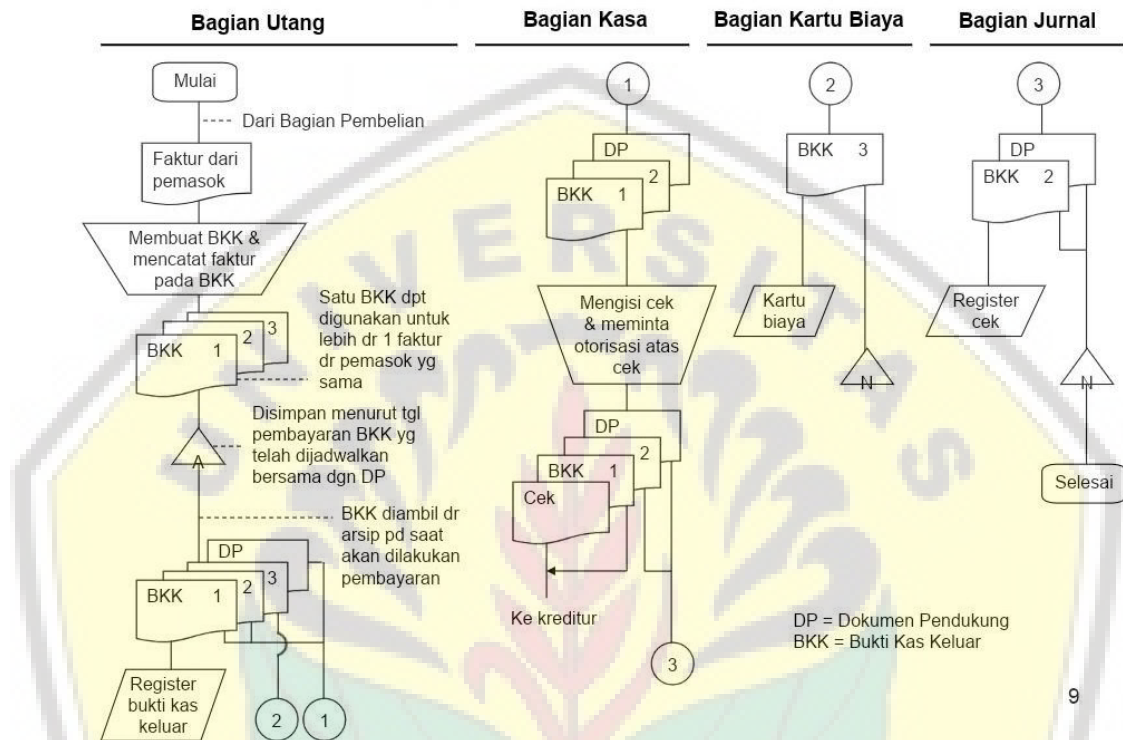 Bagian Utang
Bagian Kasa
Bagian Kartu Biaya
Bagian Jurnal
Mulai
Dari Bagian Pembelian
Faktur dari
pemasok
Membuat BKK &
mencatat faktur
pada BKK
Satu BKK dpt
digunakan untuk
lebih dr 1 faktur
dr pemasok yg
sama
BKK 1
2
3
Disimpan menurut tgl
pembayaran BKK yg
telah dijadwalkan
bersama dgn DP
A
BKK diambil dr
arsip pd saat
akan dilakukan
pembayaran
DP
3
2
BKK 1
Register
bukti kas
keluar
2
1
1
DP
2
BKK 1
Mengisi cek
& meminta
otorisasi atas
cek
DP
2
BKK 1
Cek
Ke kreditur
3
2
BKK 3
Kartu
biaya
N
3
DP
BKK 2
Register
cek
N
Selesai
DP = Dokumen Pendukung
BKK = Bukti Kas Keluar
9
UNIVERSITAS